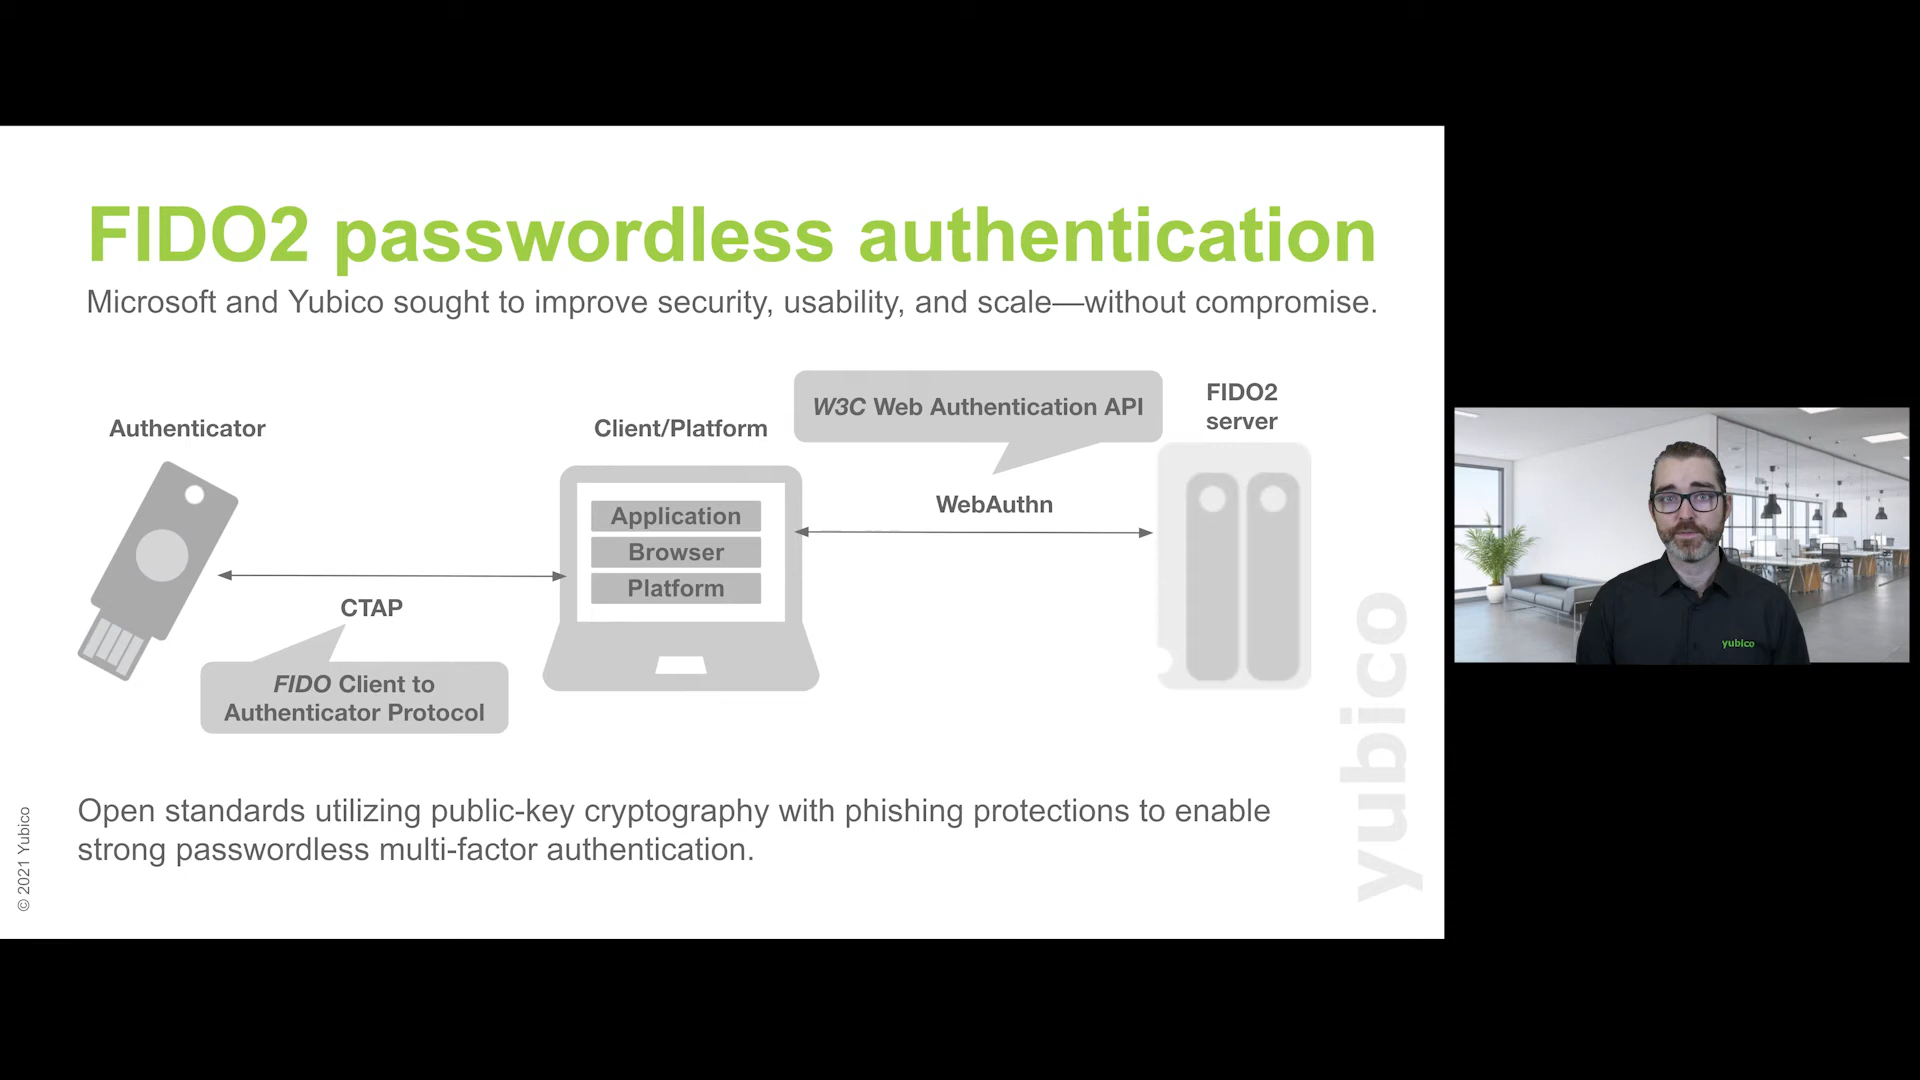 FIDO2 passwordless authentication
Microsoft and Yubico sought to improve security, usability, and scale—without compromise.
Authenticator
Client/Platform
W3C Web Authentication API
FIDO2
server
Application
Browser
Platform
WebAuthn
CTAP
FIDO Client to
Authenticator Protocol
Open standards utilizing public-key cryptography with phishing protections to enable
strong passwordless multi-factor authentication.
© 2021 Yubico
yubico
yubico